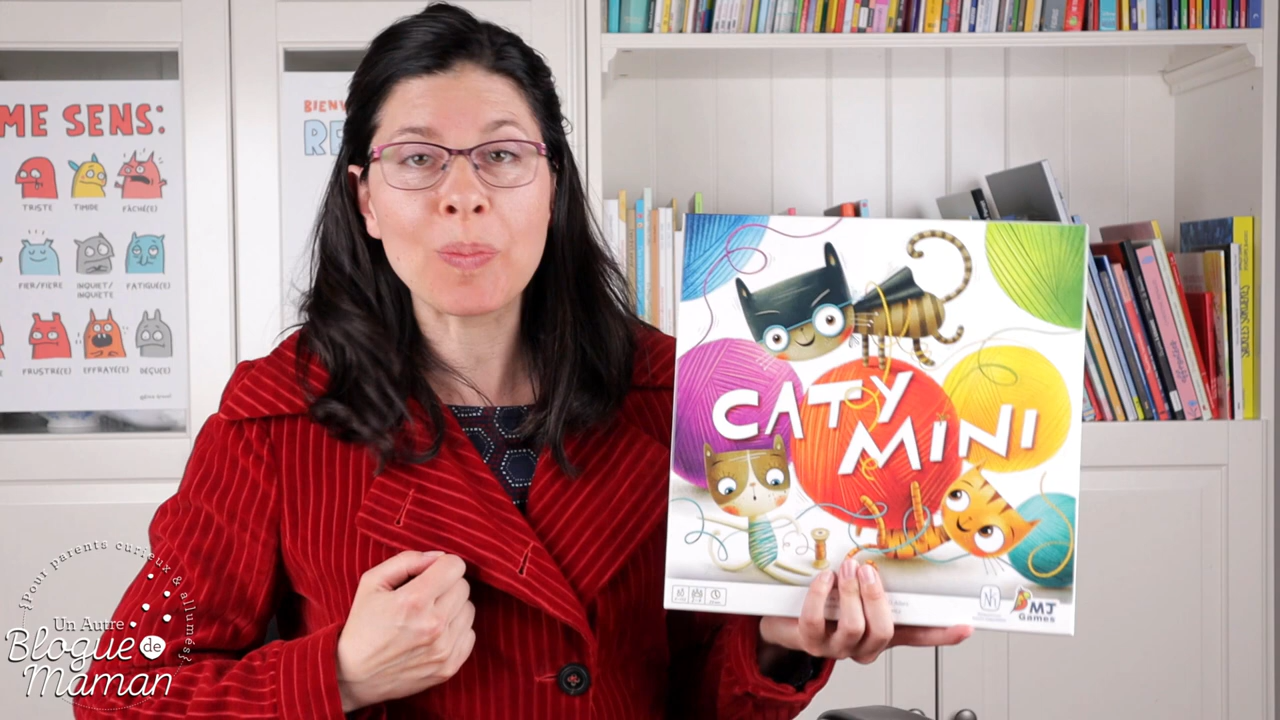 ME SENS:
TRISTE
TIMIDE
FÂCHÉ(E)
FIER/FIÈRE
INQUIET/
INQUIÈTE
FATIGUÉ(E)
FRUSTRÉ(E)
EFFRAYÉ(E)
DÉÇU(E)
BIENV
RE
CATY
MINI
MJ
Games
{Pour parents curieux & allumés}
Un Autre
Blogue de
Maman